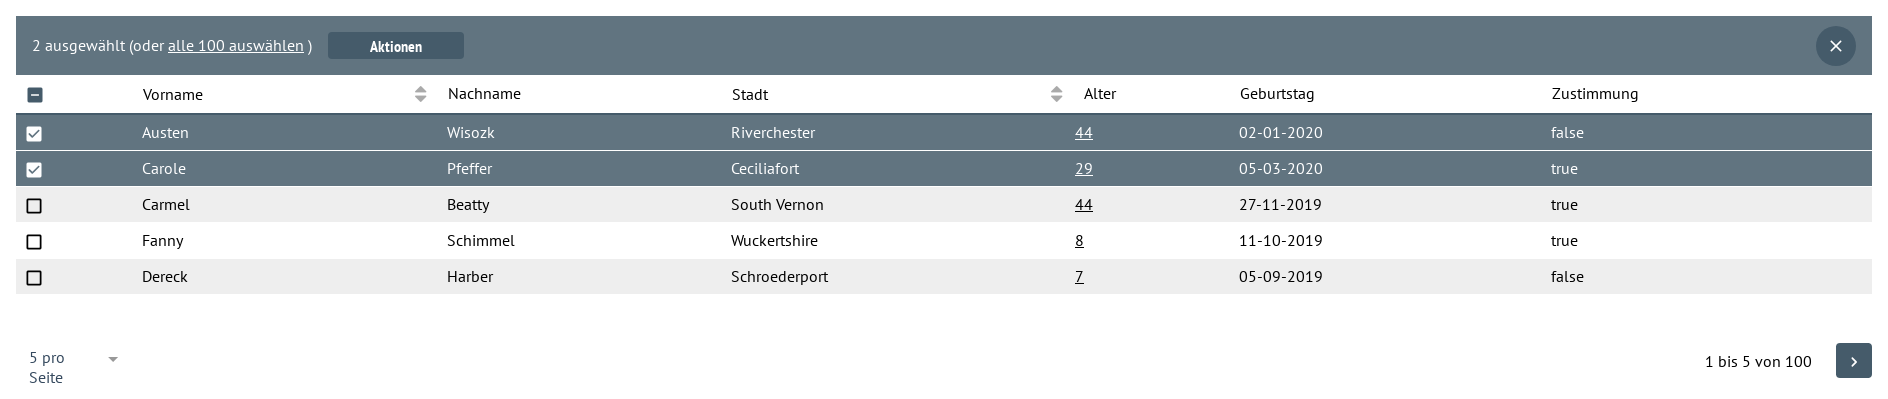 2 ausgewählt (oder alle 100 auswählen ) Aktionen
Vorname Nachname Stadt Alter Geburtstag Zustimmung
Austen Wisozk Riverchester 44 02-01-2020 false
Carole Pfeffer Ceciliafort 29 05-03-2020 true
Carmel Beatty South Vernon 44 27-11-2019 true
Fanny Schimmel Wuckertshire 8 11-10-2019 true
Dereck Harber Schroederport 7 05-09-2019 false
5 pro
Seite
1 bis 5 von 100